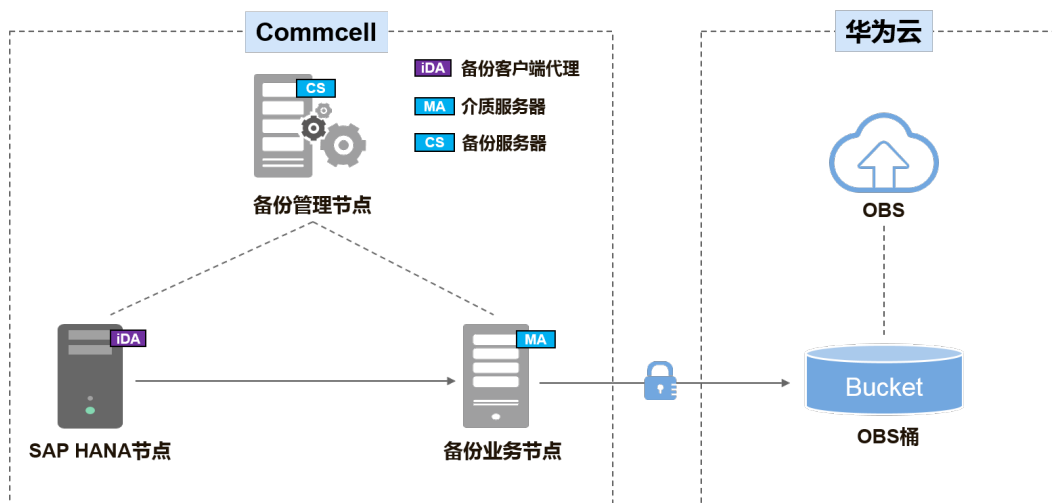 Commcell
华为云
CS
iDA 备份客户端代理
MA 介质服务器
CS 备份服务器
备份管理节点
OBS
iDA
MA
Bucket
SAP HANA节点
备份业务节点
OBS桶